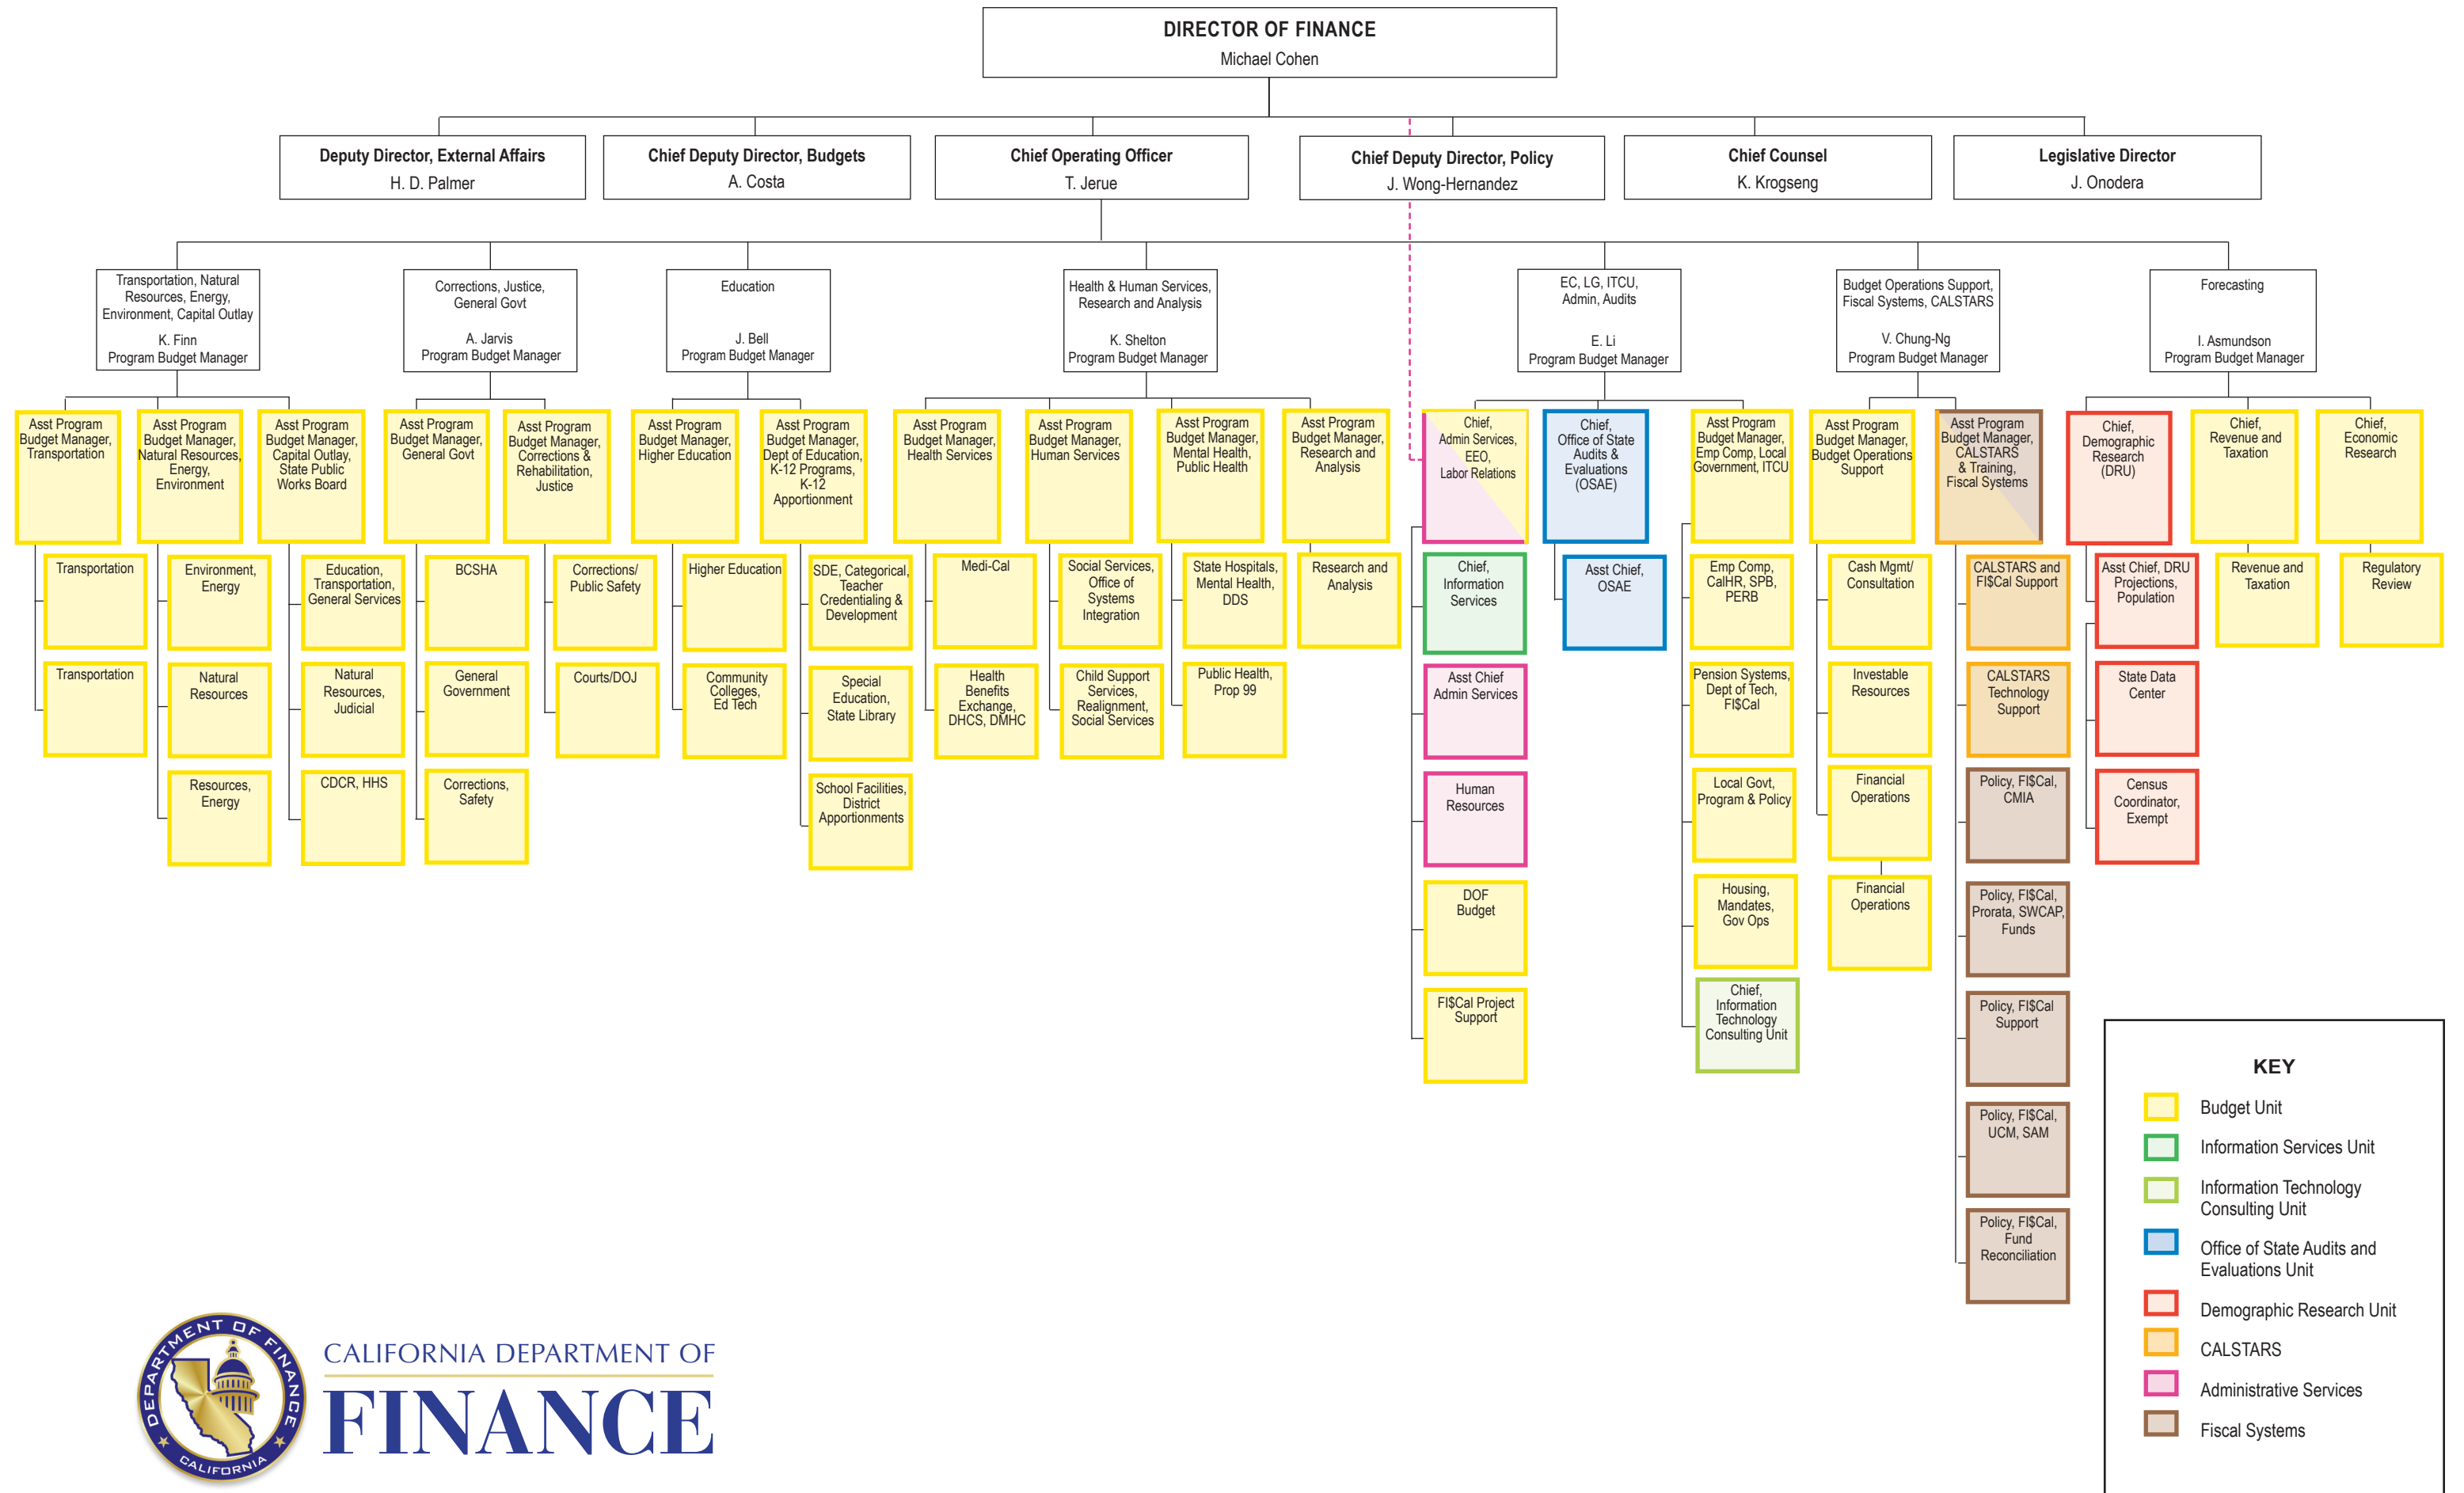 DIRECTOR OF FINANCE
Michael Cohen
Deputy Director, External Affairs
H. D. Palmer
Chief Deputy Director, Budgets
A. Costa
Chief Operating Officer
T. Jerue
Chief Deputy Director, Policy
J. Wong-Hernandez
Chief Counsel
K. Krogseng
Legislative Director
J. Onodera
Transportation, Natural
Resources, Energy,
Environment, Capital Outlay
K. Finn
Program Budget Manager
Corrections, Justice,
General Govt
A. Jarvis
Program Budget Manager
Education
J. Bell
Program Budget Manager
Health & Human Services,
Research and Analysis
K. Shelton
Program Budget Manager
EC, LG, ITCU,
Admin, Audits
E. Li
Program Budget Manager
Budget Operations Support,
Fiscal Systems, CALSTARS
V. Chung-Ng
Program Budget Manager
Forecasting
I. Asmundson
Program Budget Manager
Asst Program
Budget Manager,
Transportation
Asst Program
Budget Manager,
Natural Resources,
Energy,
Environment
Asst Program
Budget Manager,
Capital Outlay,
State Public
Works Board
Asst Program
Budget Manager,
General Govt
Asst Program
Budget Manager,
Corrections &
Rehabilitation,
Justice
Asst Program
Budget Manager,
Higher Education
Asst Program
Budget Manager,
Dept of Education,
K-12 Programs,
K-12
Apportionment
Asst Program
Budget Manager,
Health Services
Asst Program
Budget Manager,
Human Services
Asst Program
Budget Manager,
Mental Health,
Public Health
Asst Program
Budget Manager,
Research and
Analysis
Chief,
Admin Services,
EEO,
Labor Relations
Chief,
Office of State
Audits &
Evaluations
(OSAE)
Asst Program
Budget Manager,
Emp Comp, Local
Government, ITCU
Asst Program
Budget Manager,
Budget Operations
Support
Asst Program
Budget Manager,
CALSTARS
& Training,
Fiscal Systems
Chief,
Demographic
Research
(DRU)
Chief,
Revenue and
Taxation
Chief,
Economic
Research
Transportation
Environment,
Energy
Education,
Transportation,
General Services
BCSHA
Corrections/
Public Safety
Higher Education
SDE, Categorical,
Teacher
Credentialing &
Development
Medi-Cal
Social Services,
Office of
Systems
Integration
State Hospitals,
Mental Health,
DDS
Research and
Analysis
Chief,
Information
Services
Asst Chief,
OSAE
Emp Comp,
CalHR, SPB,
PERB
Cash Mgmt/
Consultation
CALSTARS and
FI$Cal Support
Asst Chief, DRU
Projections,
Population
Revenue and
Taxation
Regulatory
Review
Transportation
Natural
Resources
Natural
Resources,
Judicial
General
Government
Courts/DOJ
Community
Colleges,
Ed Tech
Special
Education,
State Library
Health
Benefits
Exchange,
DHCS, DMHC
Child Support
Services,
Realignment,
Social Services
Public Health,
Prop 99
Asst Chief
Admin Services
Pension Systems,
Dept of Tech,
FI$Cal
Investable
Resources
CALSTARS
Technology
Support
State Data
Center
Resources,
Energy
CDCR, HHS
Corrections,
Safety
School Facilities,
District
Apportionments
Human
Resources
Local Govt,
Program & Policy
Financial
Operations
Policy, FI$Cal,
CMIA
Census
Coordinator,
Exempt
DOF
Budget
Housing,
Mandates,
Gov Ops
Financial
Operations
Policy, FI$Cal,
Prorata, SWCAP,
Funds
FI$Cal Project
Support
Chief,
Information
Technology
Consulting Unit
Policy, FI$Cal
Support
Policy, FI$Cal,
UCM, SAM
Policy, FI$Cal,
Fund
Reconciliation
KEY
Budget Unit
Information Services Unit
Information Technology
Consulting Unit
Office of State Audits and
Evaluations Unit
Demographic Research Unit
CALSTARS
Administrative Services
Fiscal Systems
DEPARTMENT OF FINANCE
CALIFORNIA
CALIFORNIA DEPARTMENT OF
FINANCE